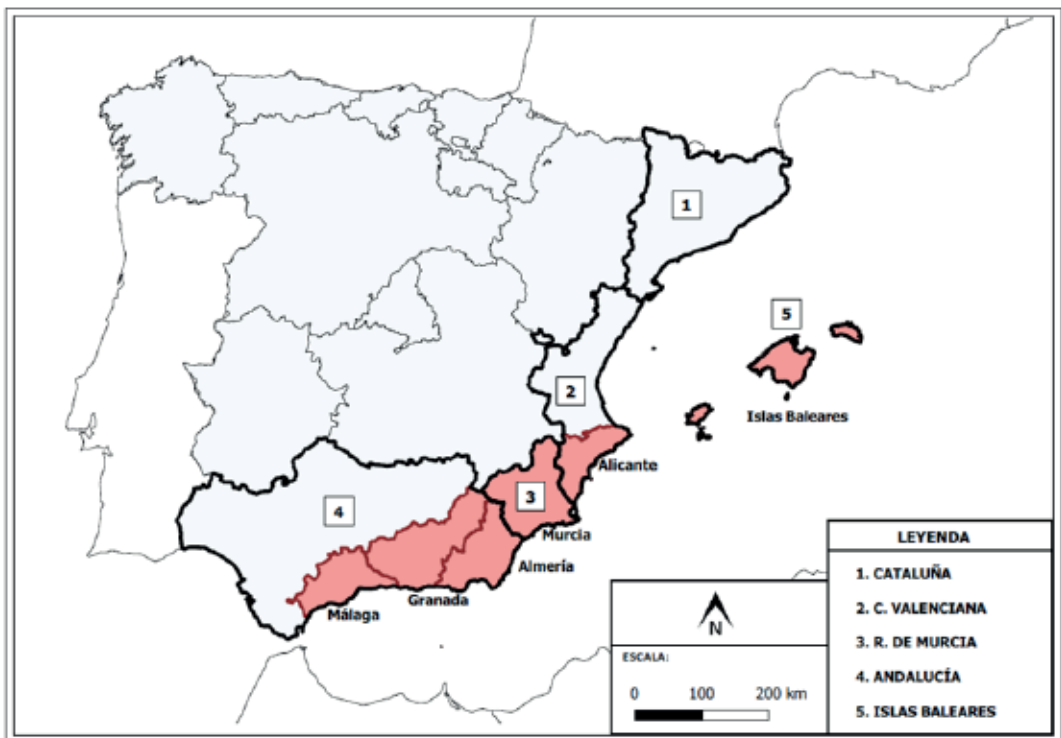 1
5
Islas Baleares
2
Alicante
3
4
Murcia
Almería
Granada
Málaga
N
ESCALA:
0 100 200 km
LEYENDA
1. CATALUÑA
2. C. VALENCIANA
3. R. DE MURCIA
4. ANDALUCÍA
5. ISLAS BALEARES